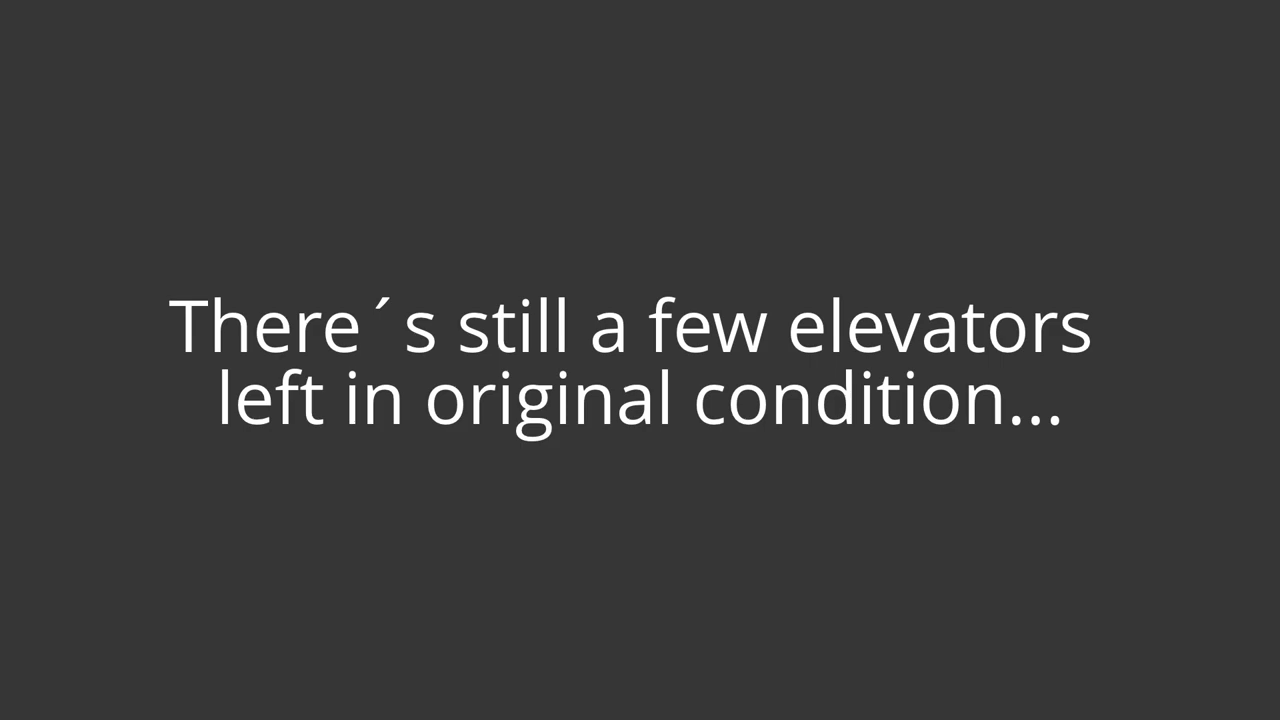 There´s still a few elevators
left in original condition...